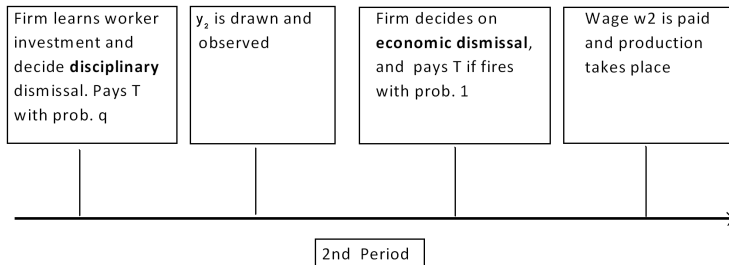 Firm learns worker
investment and
decide disciplinary
dismissal. Pays T
with prob. q
y₂ is drawn and
observed
Firm decides on
economic dismissal,
and pays T if fires
with prob. 1
Wage w2 is paid
and production
takes place
2nd Period